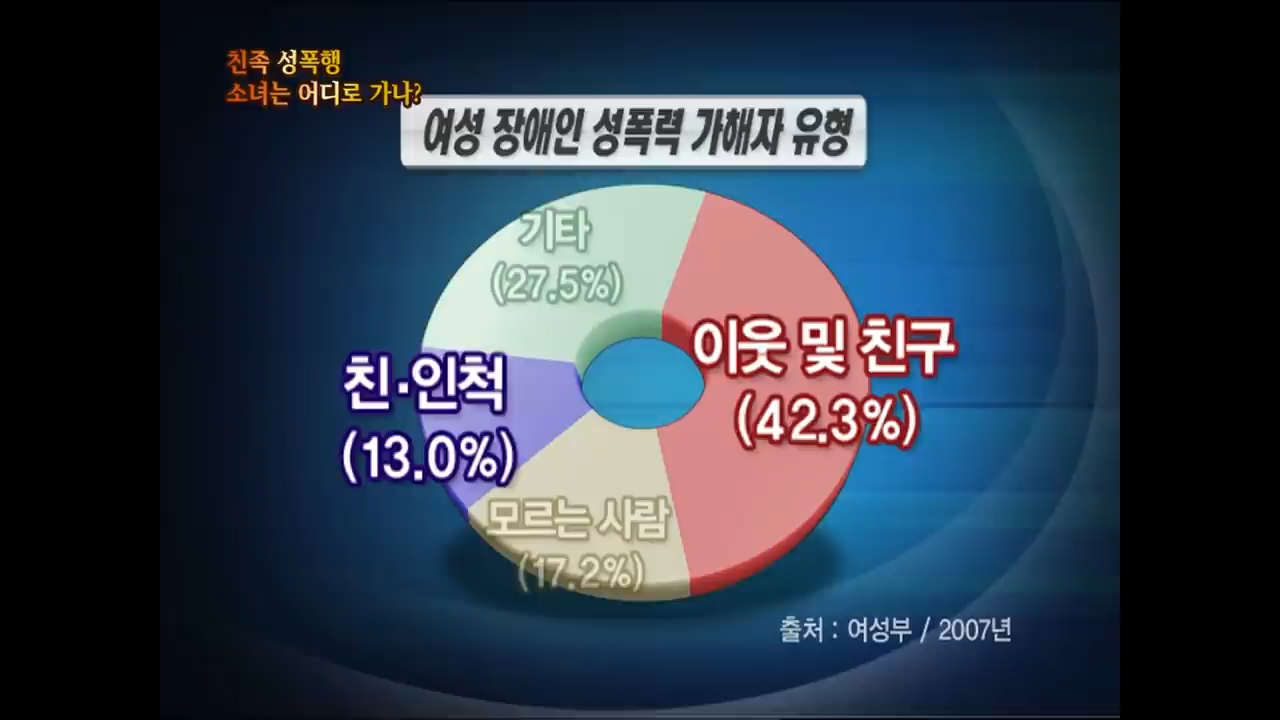 친족 성폭행
소녀는 어디로 가나?
여성 장애인 성폭력 가해자 유형
기타
(27.5%)
이웃 및 친구
(42.3%)
친·인척
(13.0%)
모르는 사람
(17.2%)
출처 : 여성부 / 2007년